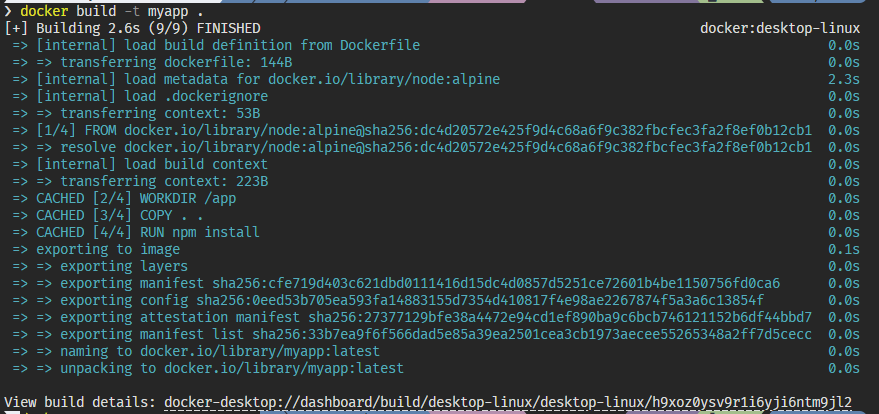 ❯ docker build -t myapp .
[+] Building 2.6s (9/9) FINISHED docker:desktop-linux
=> [internal] load build definition from Dockerfile 0.0s
=> => transferring dockerfile: 144B 0.0s
=> [internal] load metadata for docker.io/library/node:alpine 2.3s
=> [internal] load .dockerignore 0.0s
=> => transferring context: 53B 0.0s
=> [1/4] FROM docker.io/library/node:alpine@sha256:dc4d20572e425f9d4c68a6f9c382fbcfec3fa2f8ef0b12cb1 0.0s
=> => resolve docker.io/library/node:alpine@sha256:dc4d20572e425f9d4c68a6f9c382fbcfec3fa2f8ef0b12cb1 0.0s
=> [internal] load build context 0.0s
=> => transferring context: 223B 0.0s
=> CACHED [2/4] WORKDIR /app 0.0s
=> CACHED [3/4] COPY . . 0.0s
=> CACHED [4/4] RUN npm install 0.0s
=> exporting to image 0.1s
=> => exporting layers 0.0s
=> => exporting manifest sha256:cfe719d403c621dbd0111416d15dc4d0857d5251ce72601b4be1150756fd0ca6 0.0s
=> => exporting config sha256:0eed53b705ea593fa14883155d7354d410817f4e98ae2267874f5a3a6c13854f 0.0s
=> => exporting attestation manifest sha256:27377129bfe38a4472e94cd1ef890ba9c6bcb746121152b6df44bbd7 0.0s
=> => exporting manifest list sha256:33b7ea9f6f566dad5e85a39ea2501cea3cb1973aecee55265348a2ff7d5cecc 0.0s
=> => naming to docker.io/library/myapp:latest 0.0s
=> => unpacking to docker.io/library/myapp:latest 0.0s
View build details: docker-desktop://dashboard/build/desktop-linux/desktop-linux/h9xoz0ysv9r1i6yji6ntm9jl2